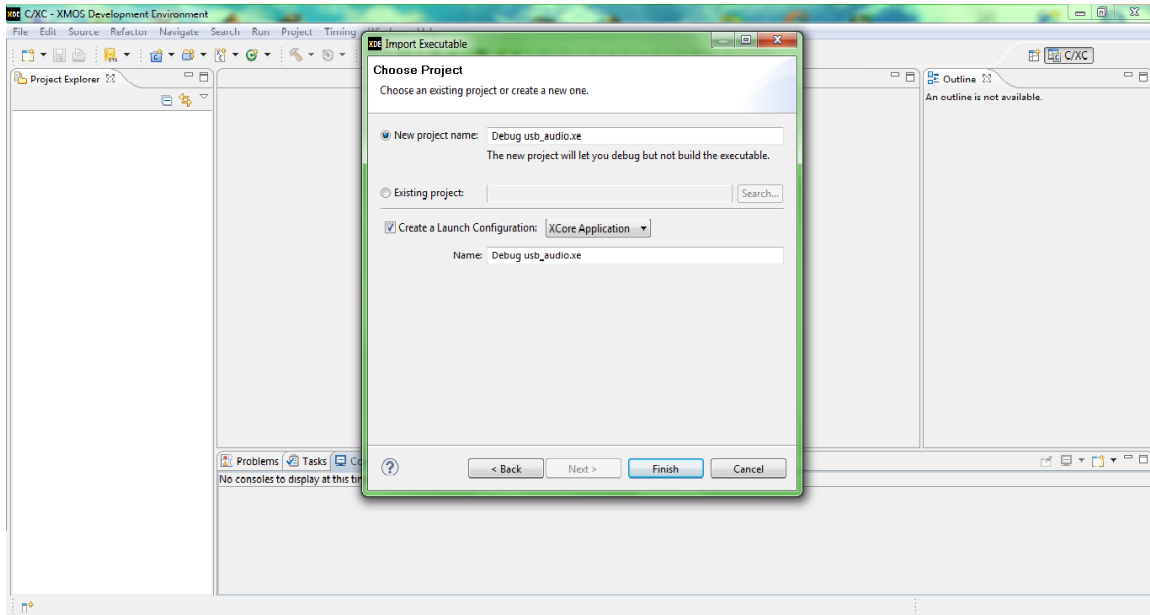 XDE C/XC - XMOS Development Environment
File Edit Source Refactor Navigate Search Run Project Timing
C/XC
Project Explorer
Outline
An outline is not available.
XDE Import Executable
Choose Project
Choose an existing project or create a new one.
New project name: Debug usb_audio.xe
The new project will let you debug but not build the executable.
Existing project: Search...
Create a Launch Configuration: XCore Application
Name: Debug usb_audio.xe
? < Back Next > Finish Cancel
Problems Tasks Co
No consoles to display at this tim